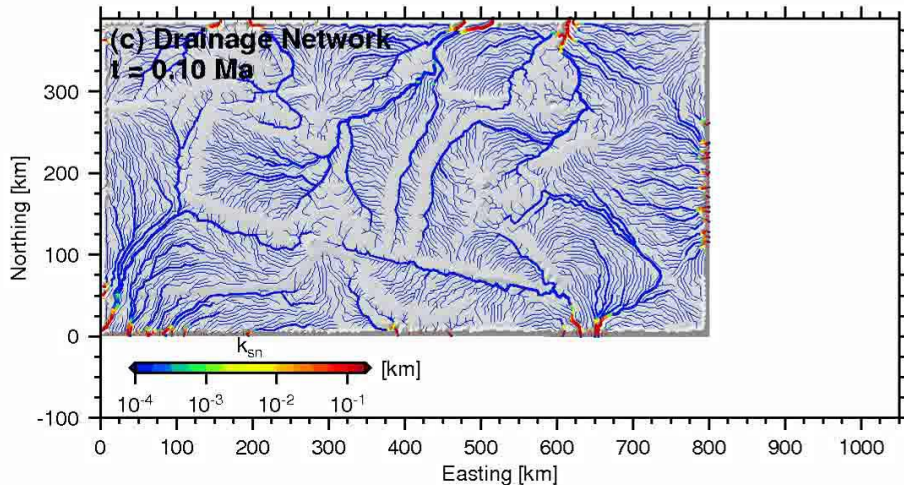 (c) Drainage Network
t = 0.10 Ma
300
200
100
0
-100
Northing [km]
k_sn
[km]
10^-4 10^-3 10^-2 10^-1
0 100 200 300 400 500 600 700 800 900 1000
Easting [km]